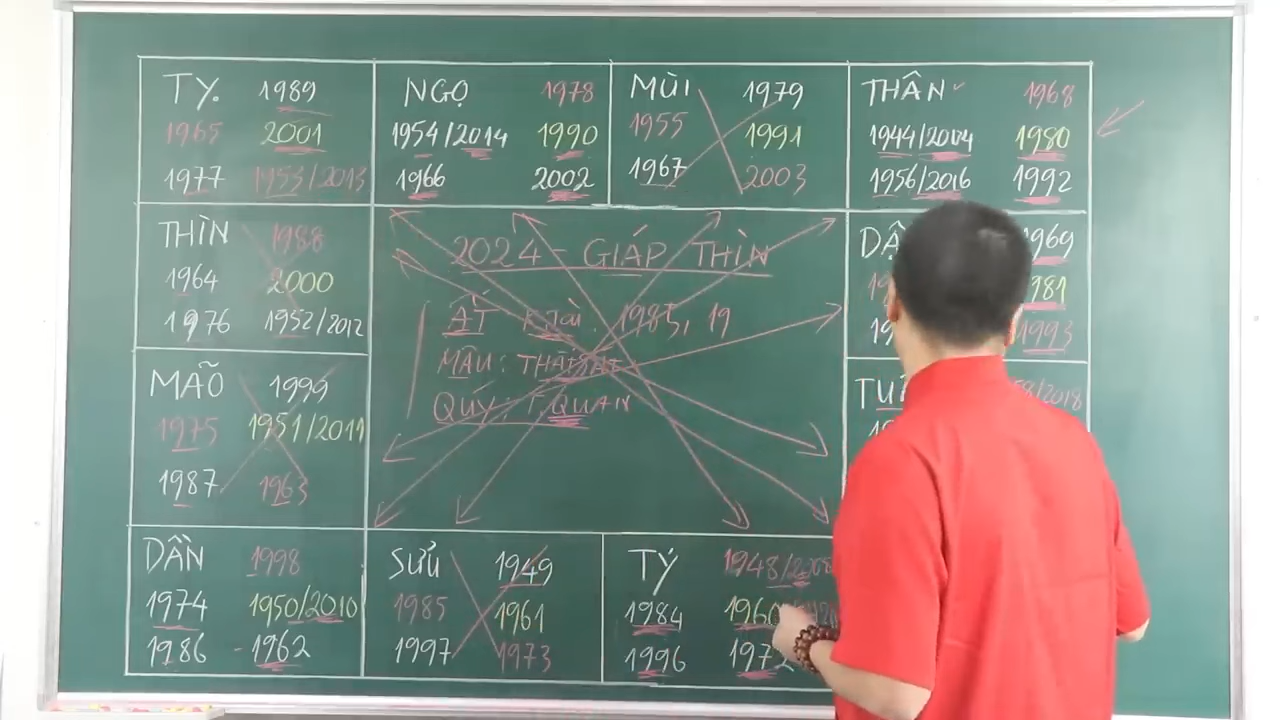 TỴ. 1989
1965 2001
1977 1953/2013
NGỌ 1978
1954/2014 1990
1966 2002
MÙI 1979
1955 1991
1967 2003
THÂN 1968
1944/2004 1980
1956/2016 1992
THÌN 1988
1964 2000
1976 1952/2012
2024 - GIÁP THÌN
ẤT 1985, 19
MẬU: THÁI TUẾ
QUÝ: T. QUAN
1969
MÃO 1999
1975 1951/2011
1987 1963
DẦN 1998
1974 1950/2010
1986 - 1962
SỬU 1949
1985 1961
1997 1973
TÝ 1948/2008
1984 1960
1996 1972